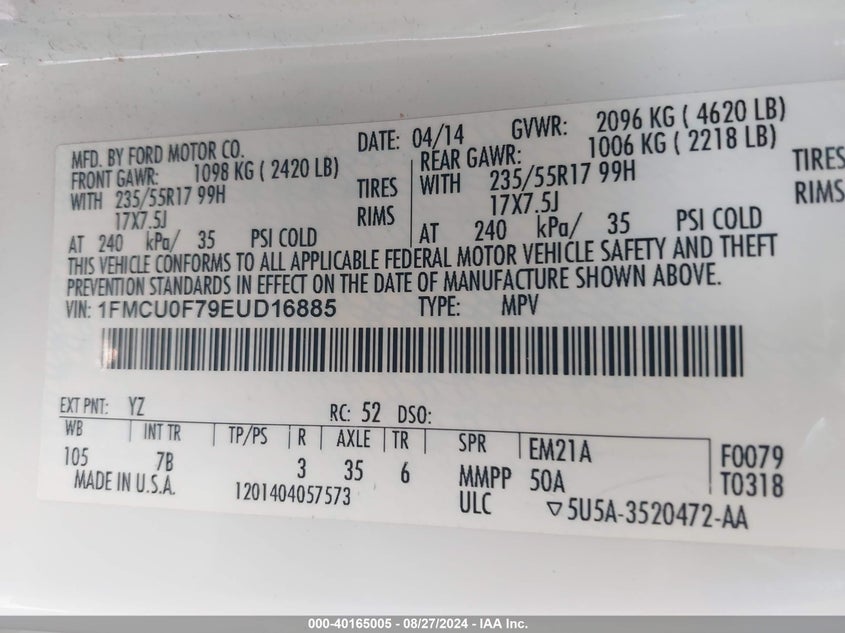 MFD. BY FORD MOTOR CO.
DATE: 04/14 GVWR: 2096 KG ( 4620 LB)
FRONT GAWR: 1098 KG ( 2420 LB) REAR GAWR: 1006 KG ( 2218 LB)
WITH 235/55R17 99H TIRES WITH 235/55R17 99H TIRES
17X7.5J RIMS 17X7.5J RIMS
AT 240 kPa/ 35 PSI COLD AT 240 kPa/ 35 PSI COLD
THIS VEHICLE CONFORMS TO ALL APPLICABLE FEDERAL MOTOR VEHICLE SAFETY AND THEFT
PREVENTION STANDARDS IN EFFECT ON THE DATE OF MANUFACTURE SHOWN ABOVE.
VIN: 1FMCU0F79EUD16885 TYPE: MPV
EXT PNT: YZ RC: 52 DSO:
WB INT TR TP/PS R AXLE TR SPR EM21A F0079
105 7B 3 35 6 MMPP 50A T0318
MADE IN U.S.A. 1201404057573 ULC ▽5U5A-3520472-AA
000-40165005 - 08/27/2024 - IAA Inc.